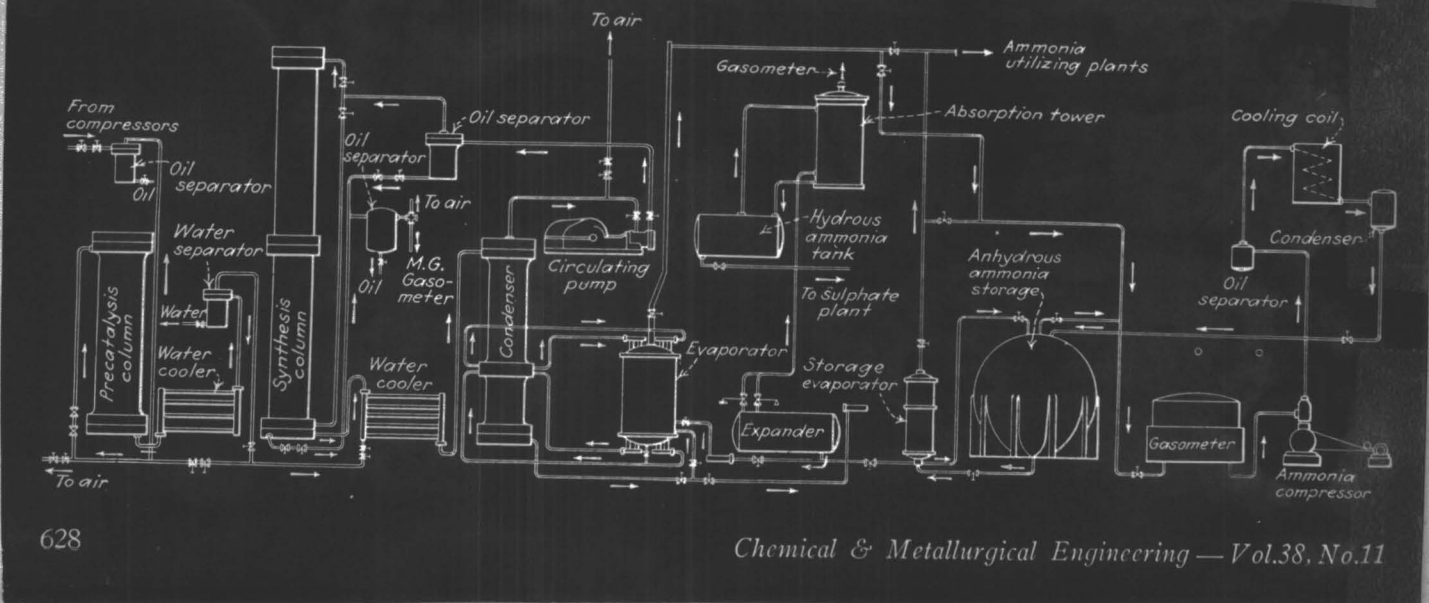 To air
Ammonia
utilizing plants
Gasometer
Absorption tower
From
compressors
Oil separator
Cooling coil
Oil
separator
Oil
separator
Oil
To air
Water
separator
Hydrous
ammonia
tank
Condenser
M.G.
Gaso-
meter
Oil
Circulating
pump
Anhydrous
ammonia
storage
Oil
separator
To sulphate
plant
Water
Precatalysis
column
Synthesis
column
Condenser
Water
cooler
Water
cooler
Evaporator
Storage
evaporator
Expander
Gasometer
To air
Ammonia
compressor
628
Chemical & Metallurgical Engineering — Vol.38, No.11